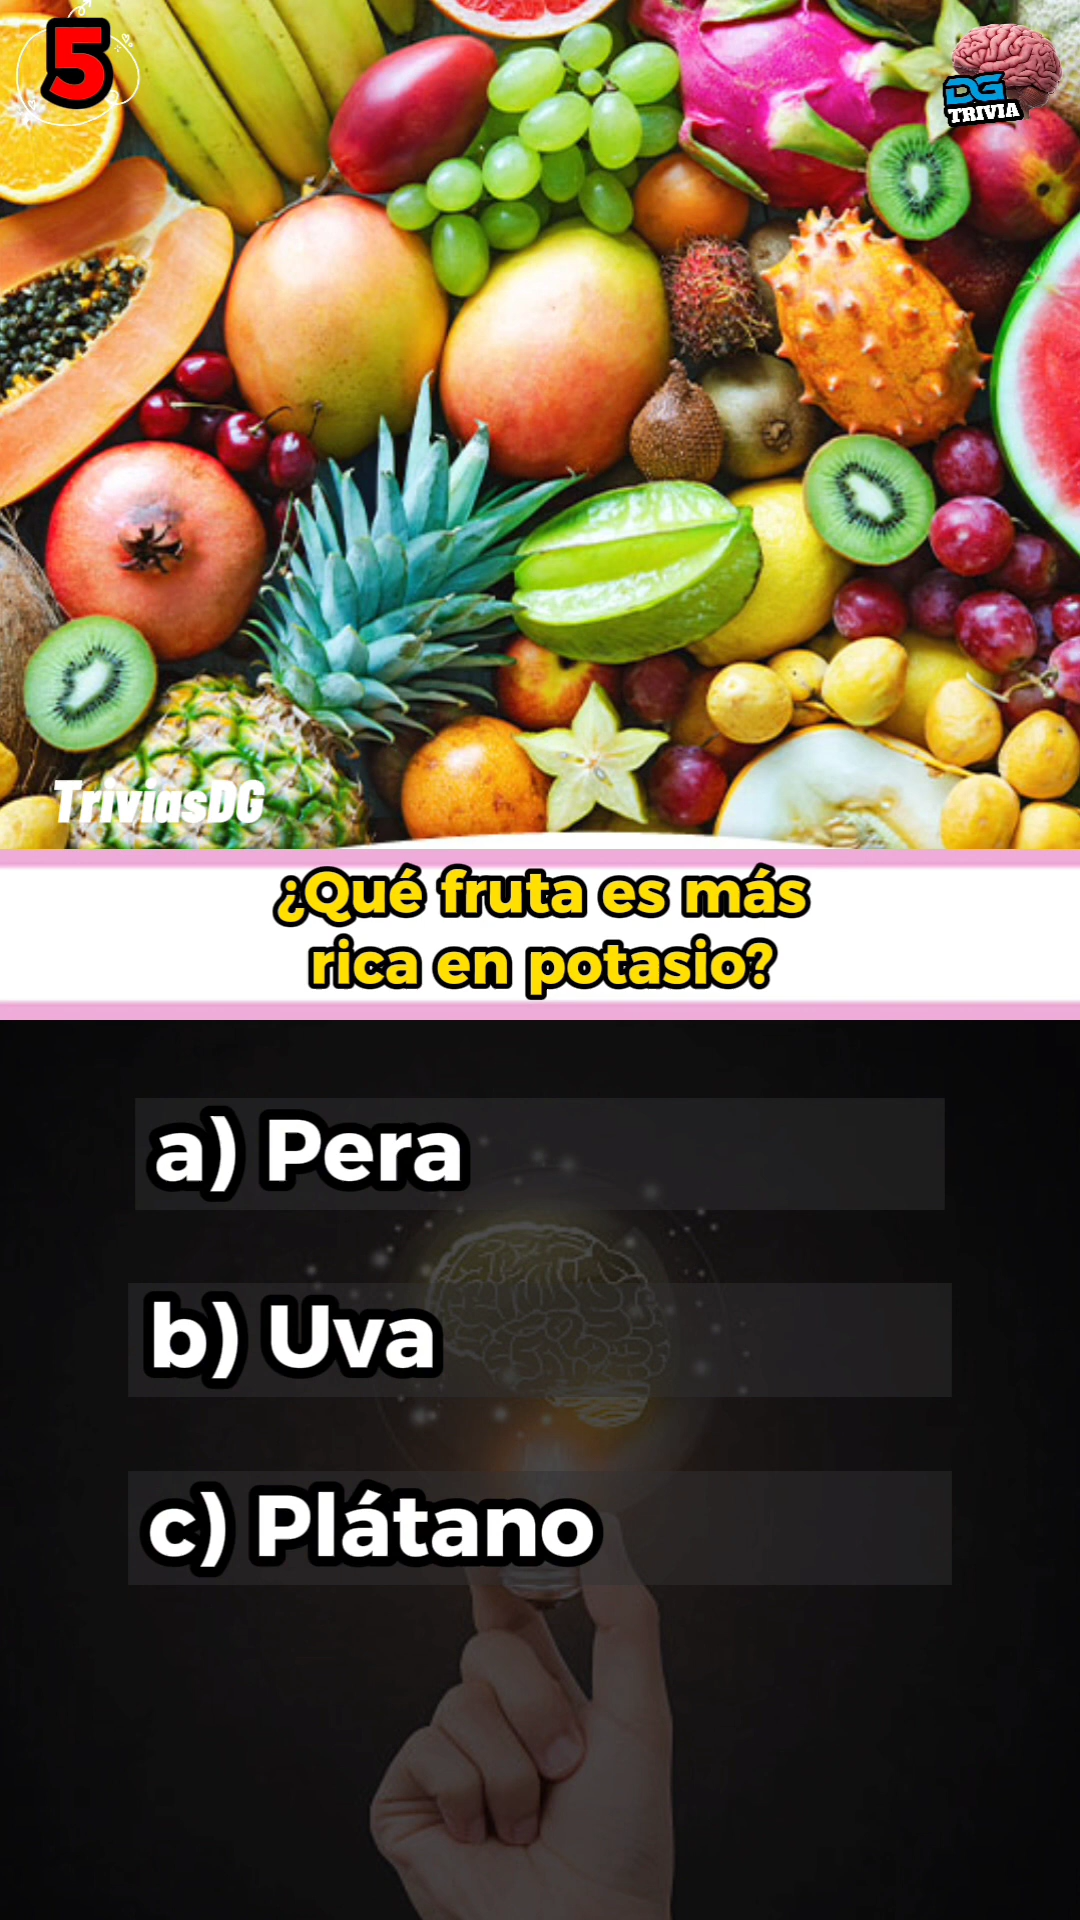 5
DG
TRIVIA
TriviasDG
¿Qué fruta es más
rica en potasio?
a) Pera
b) Uva
c) Plátano